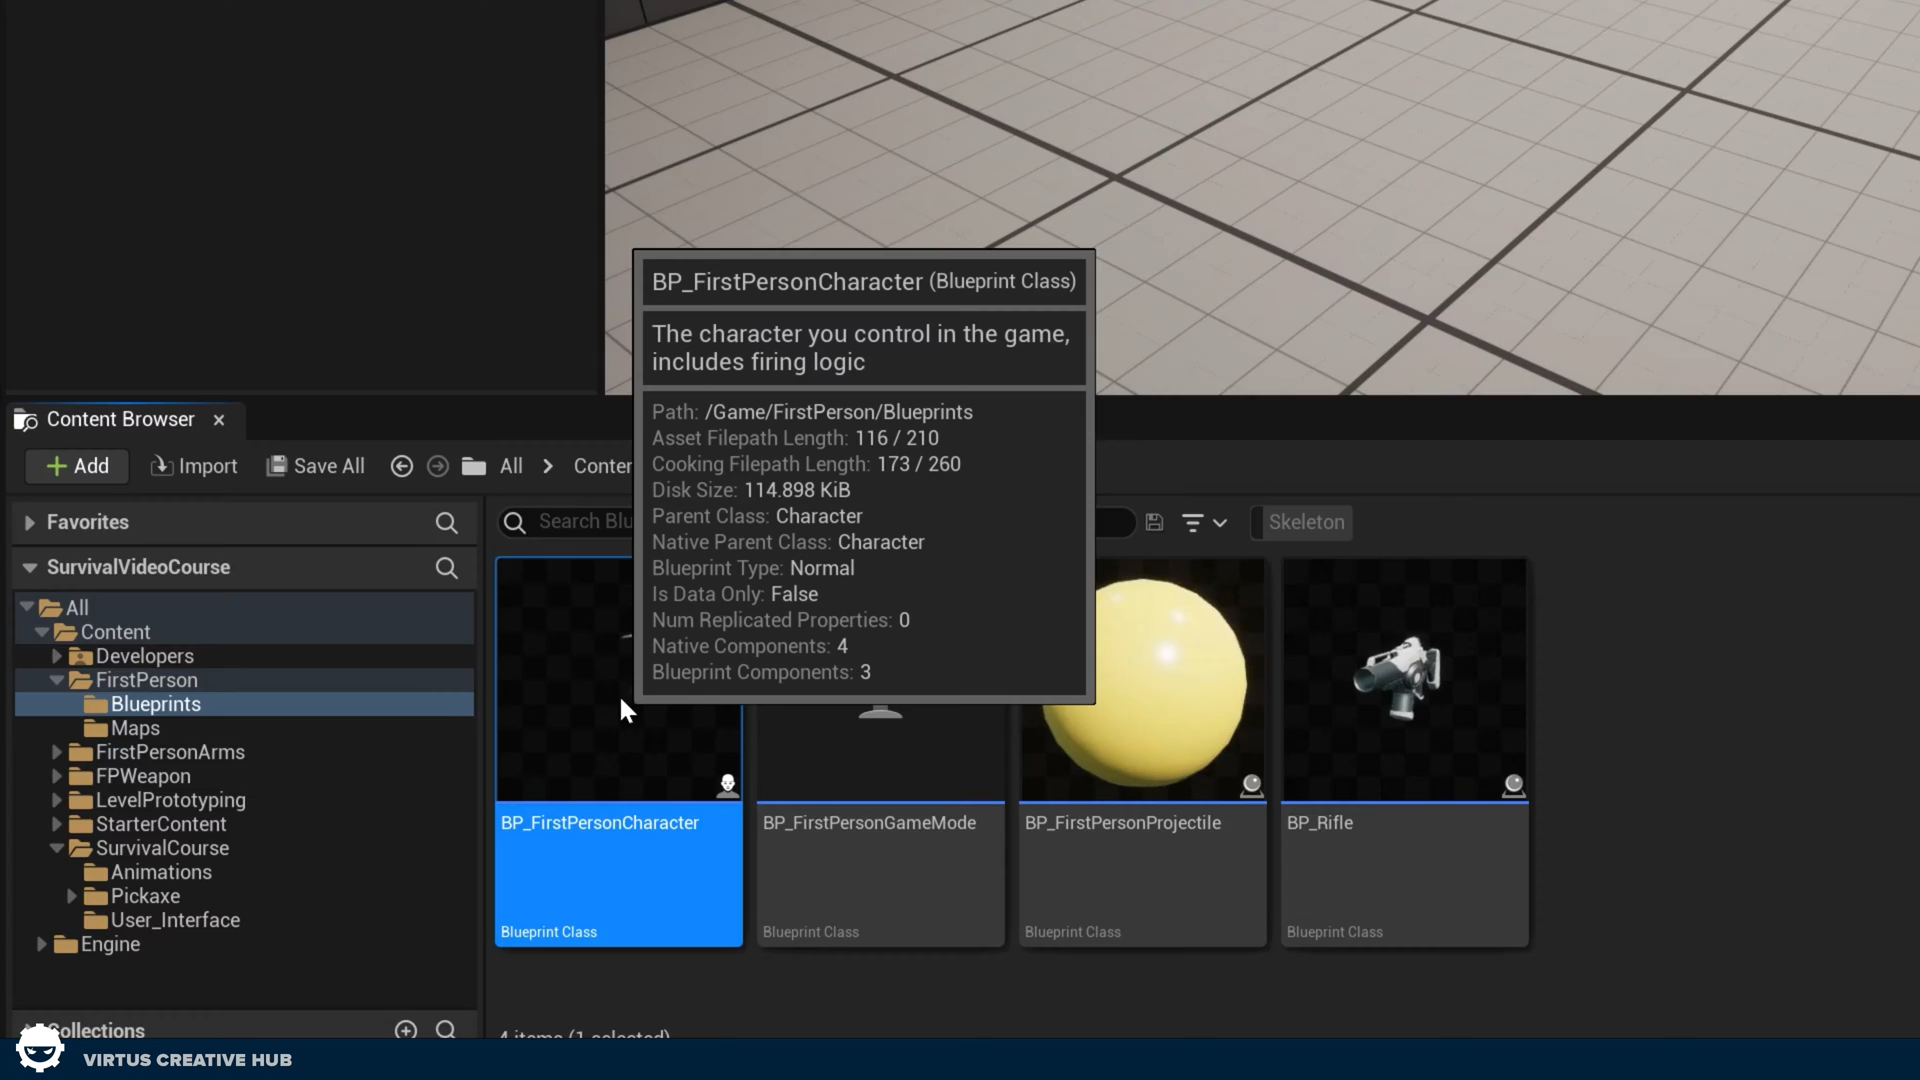 BP_FirstPersonCharacter (Blueprint Class)
The character you control in the game,
includes firing logic
Path: /Game/FirstPerson/Blueprints
Asset Filepath Length: 116 / 210
Cooking Filepath Length: 173 / 260
Disk Size: 114.898 KiB
Parent Class: Character
Native Parent Class: Character
Blueprint Type: Normal
Is Data Only: False
Num Replicated Properties: 0
Native Components: 4
Blueprint Components: 3
Content Browser
Add Import Save All All Conter
Favorites
Search Blu
Skeleton
SurvivalVideoCourse
All
Content
Developers
FirstPerson
Blueprints
Maps
FirstPersonArms
FPWeapon
LevelPrototyping
StarterContent
SurvivalCourse
Animations
Pickaxe
User_Interface
Engine
Collections
BP_FirstPersonCharacter
Blueprint Class
BP_FirstPersonGameMode
Blueprint Class
BP_FirstPersonProjectile
Blueprint Class
BP_Rifle
Blueprint Class
4 items (1 selected)
VIRTUS CREATIVE HUB